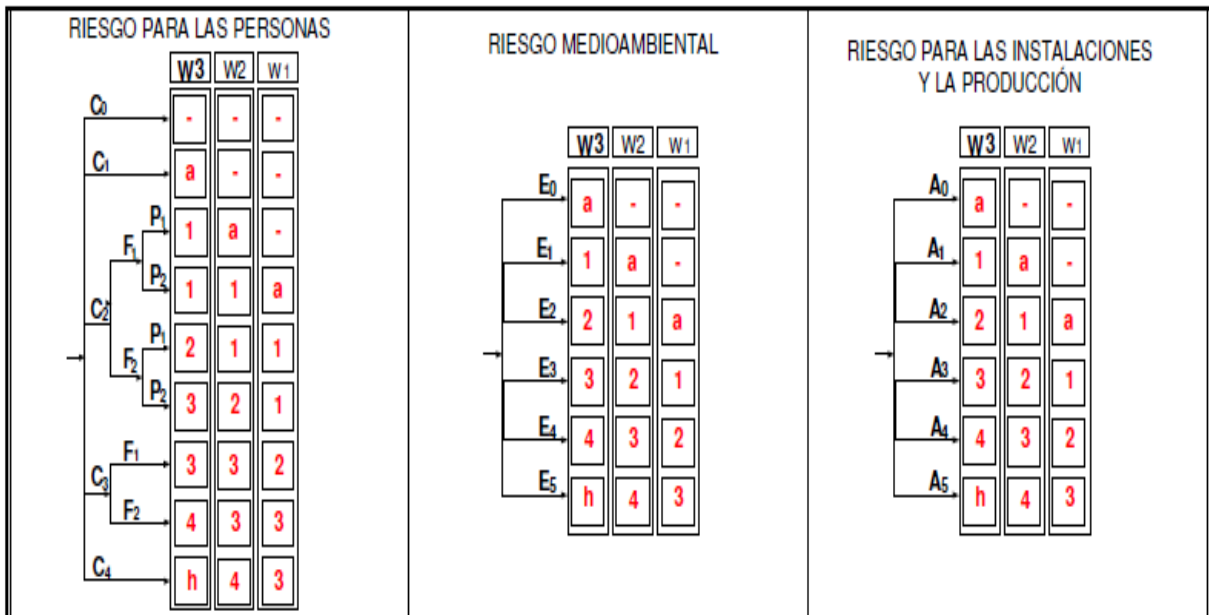 RIESGO PARA LAS PERSONAS
W3 W2 W1
C0 - - -
C1 a - -
C2 F1 P1 1 a -
P2 1 1 a
F2 P1 2 1 1
P2 3 2 1
C3 F1 3 3 2
F2 4 3 3
C4 h 4 3
RIESGO MEDIOAMBIENTAL
W3 W2 W1
E0 a - -
E1 1 a -
E2 2 1 a
E3 3 2 1
E4 4 3 2
E5 h 4 3
RIESGO PARA LAS INSTALACIONES
Y LA PRODUCCIÓN
W3 W2 W1
A0 a - -
A1 1 a -
A2 2 1 a
A3 3 2 1
A4 4 3 2
A5 h 4 3